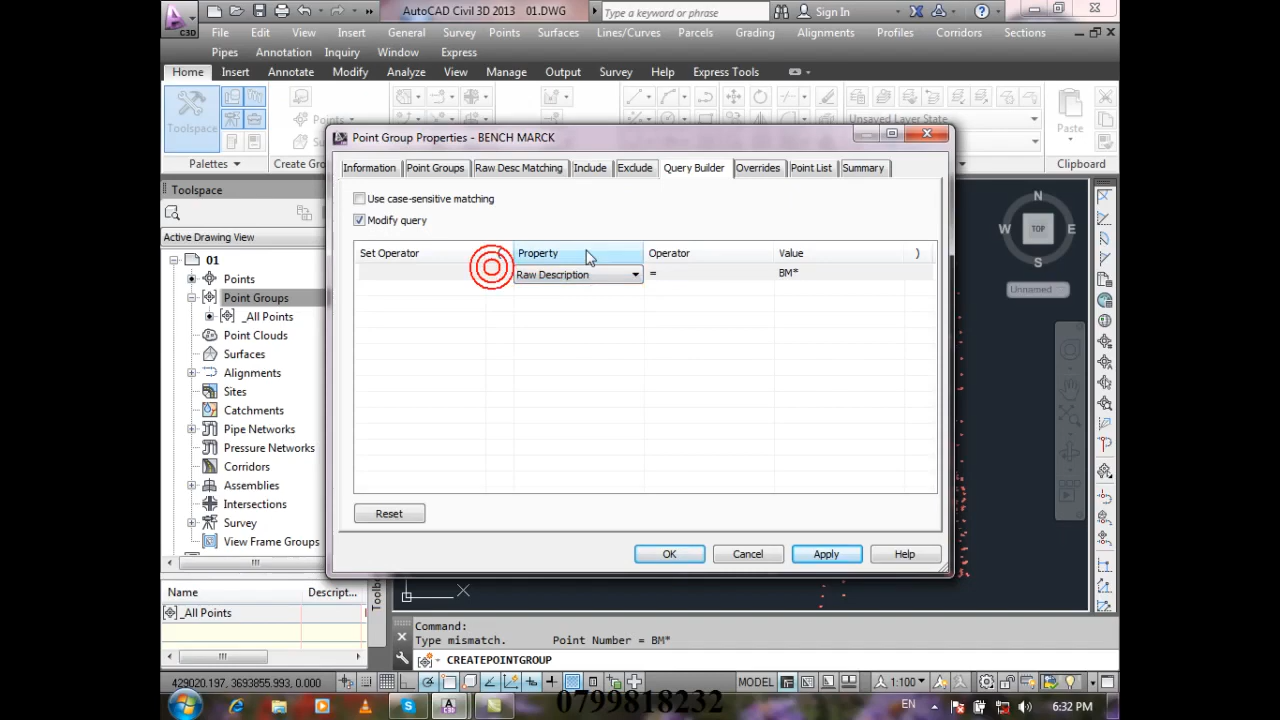 AutoCAD Civil 3D 2013 01.DWG
Type a keyword or phrase
Sign In
C3D
File Edit View Insert General Survey Points Surfaces Lines/Curves Parcels Grading Alignments Profiles Corridors Sections
Pipes Annotation Inquiry Window Express
Home Insert Annotate Modify Analyze View Manage Output Survey Help Express Tools
Toolspace
Points
Unsaved Layer State
Paste
Palettes
Create Gro
Clipboard
Point Group Properties - BENCH MARCK
Information Point Groups Raw Desc Matching Include Exclude Query Builder Overrides Point List Summary
Use case-sensitive matching
Modify query
Set Operator ( Property Operator Value )
Raw Description = BM*
Reset
OK Cancel Apply Help
Toolspace
Active Drawing View
01
Points
Point Groups
_All Points
Point Clouds
Surfaces
Alignments
Sites
Catchments
Pipe Networks
Pressure Networks
Corridors
Assemblies
Intersections
Survey
View Frame Groups
Name Descript...
_All Points
Toolbo
N
W TOP E
S
Unnamed
Command:
Type mismatch. Point Number = BM*
CREATEPOINTGROUP
429020.197, 3693855.993, 0.000
MODEL
1:100
0799818232
EN
6:32 PM